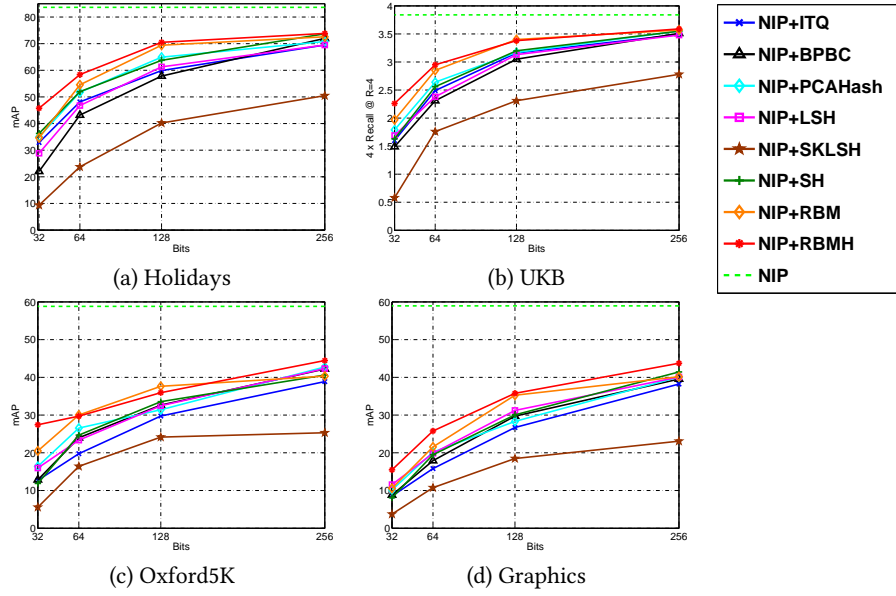 80
70
60
50
40
30
20
10
0
mAP
32 64 128 256
Bits
(a) Holidays
4
3.5
3
2.5
2
1.5
1
0.5
0
4 x Recall @ R=4
32 64 128 256
Bits
(b) UKB
NIP+ITQ
NIP+BPBC
NIP+PCAHash
NIP+LSH
NIP+SKLSH
NIP+SH
NIP+RBM
NIP+RBMH
NIP
60
50
40
30
20
10
0
mAP
32 64 128 256
Bits
(c) Oxford5K
60
50
40
30
20
10
0
mAP
32 64 128 256
Bits
(d) Graphics